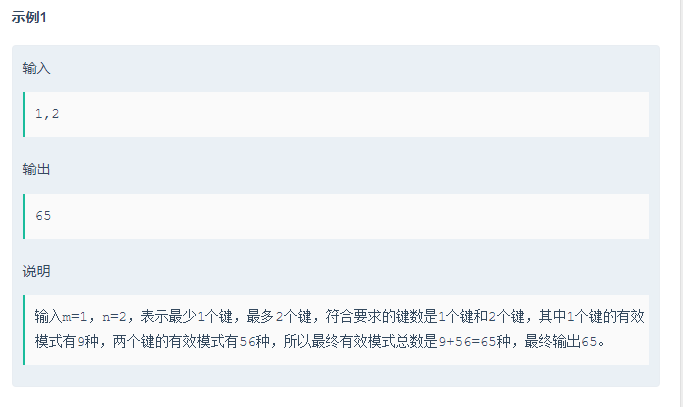 示例1
输入
1,2
输出
65
说明
输入m=1，n=2，表示最少1个键，最多2个键，符合要求的键数是1个键和2个键，其中1个键的有效
模式有9种，两个键的有效模式有56种，所以最终有效模式总数是9+56=65种，最终输出65。